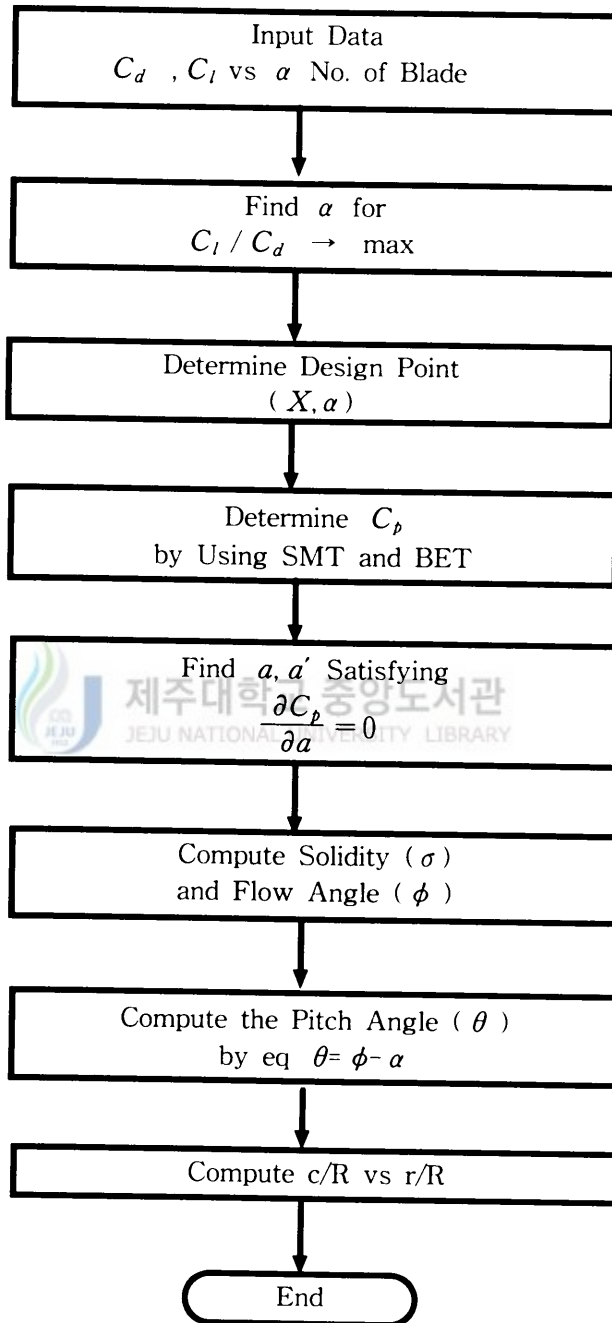 Input Data
C_d , C_l vs α No. of Blade
Find α for
C_l / C_d → max
Determine Design Point
( X, α )
Determine C_p
by Using SMT and BET
Find a, a′ Satisfying
∂C_p / ∂a = 0
제주대학교 중앙도서관
JEJU NATIONAL UNIVERSITY LIBRARY
JEJU
1952
Compute Solidity ( σ )
and Flow Angle ( ϕ )
Compute the Pitch Angle ( θ )
by eq θ= ϕ- α
Compute c/R vs r/R
End